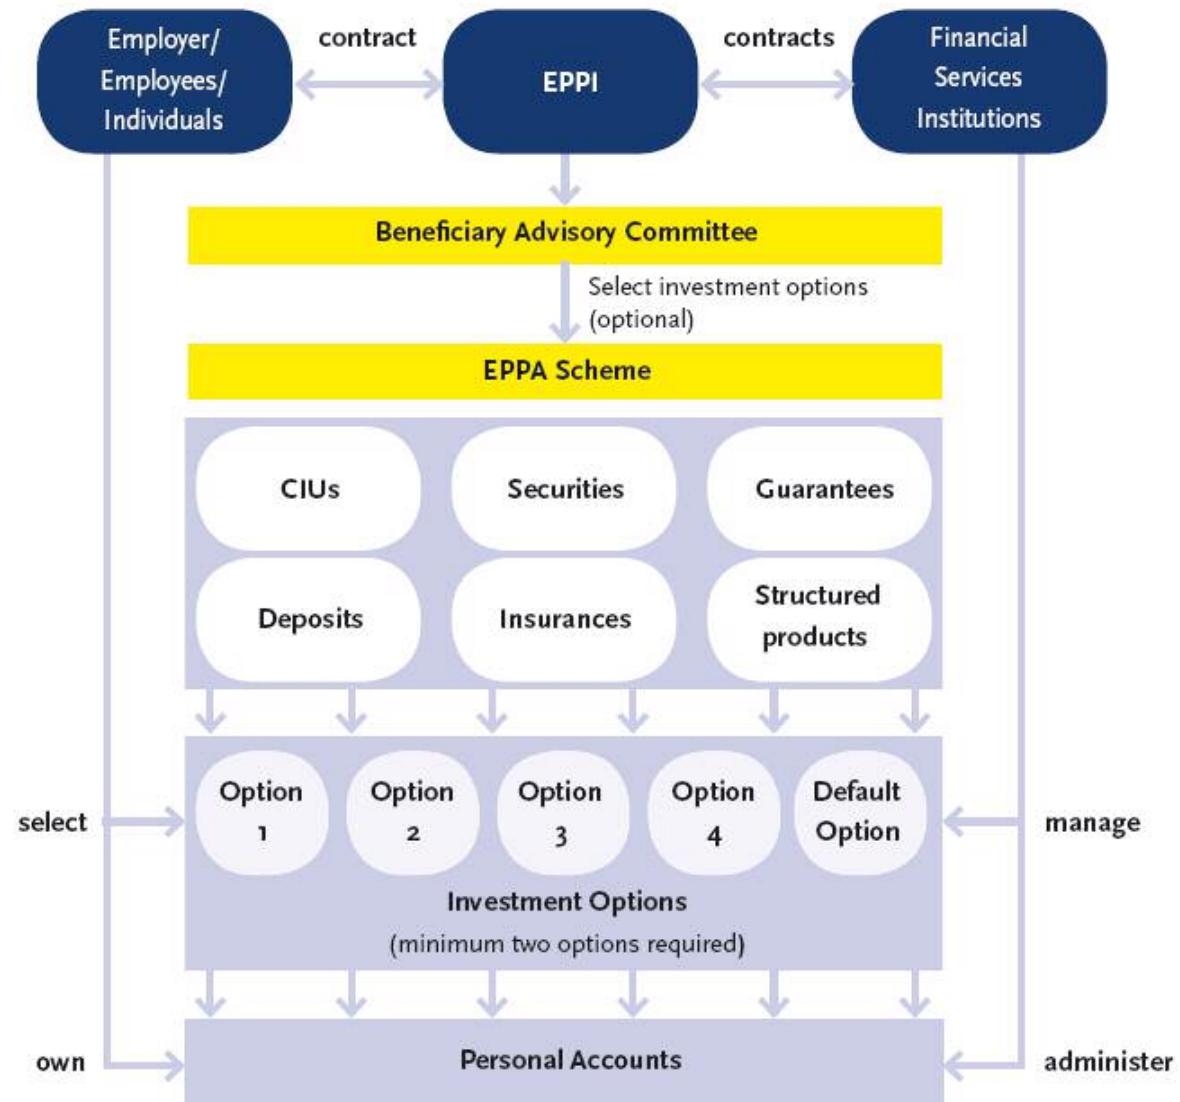 Employer/
Employees/
Individuals
contract
EPPI
contracts
Financial
Services
Institutions
Beneficiary Advisory Committee
Select investment options
(optional)
EPPA Scheme
CIUs
Securities
Guarantees
Deposits
Insurances
Structured
products
select
Option
1
Option
2
Option
3
Option
4
Default
Option
manage
Investment Options
(minimum two options required)
own
Personal Accounts
administer